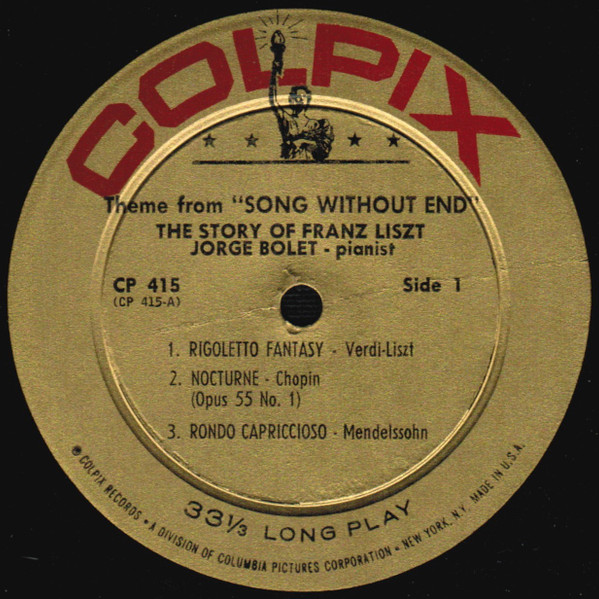 COLPIX
Theme from "SONG WITHOUT END"
THE STORY OF FRANZ LISZT
JORGE BOLET - pianist
CP 415
(CP 415-A)
Side 1
1. RIGOLETTO FANTASY - Verdi-Liszt
2. NOCTURNE - Chopin
(Opus 55 No. 1)
3. RONDO CAPRICCIOSO - Mendelssohn
33⅓ LONG PLAY
℗ COLPIX RECORDS • A DIVISION OF COLUMBIA PICTURES CORPORATION • NEW YORK, N.Y. MADE IN U.S.A.